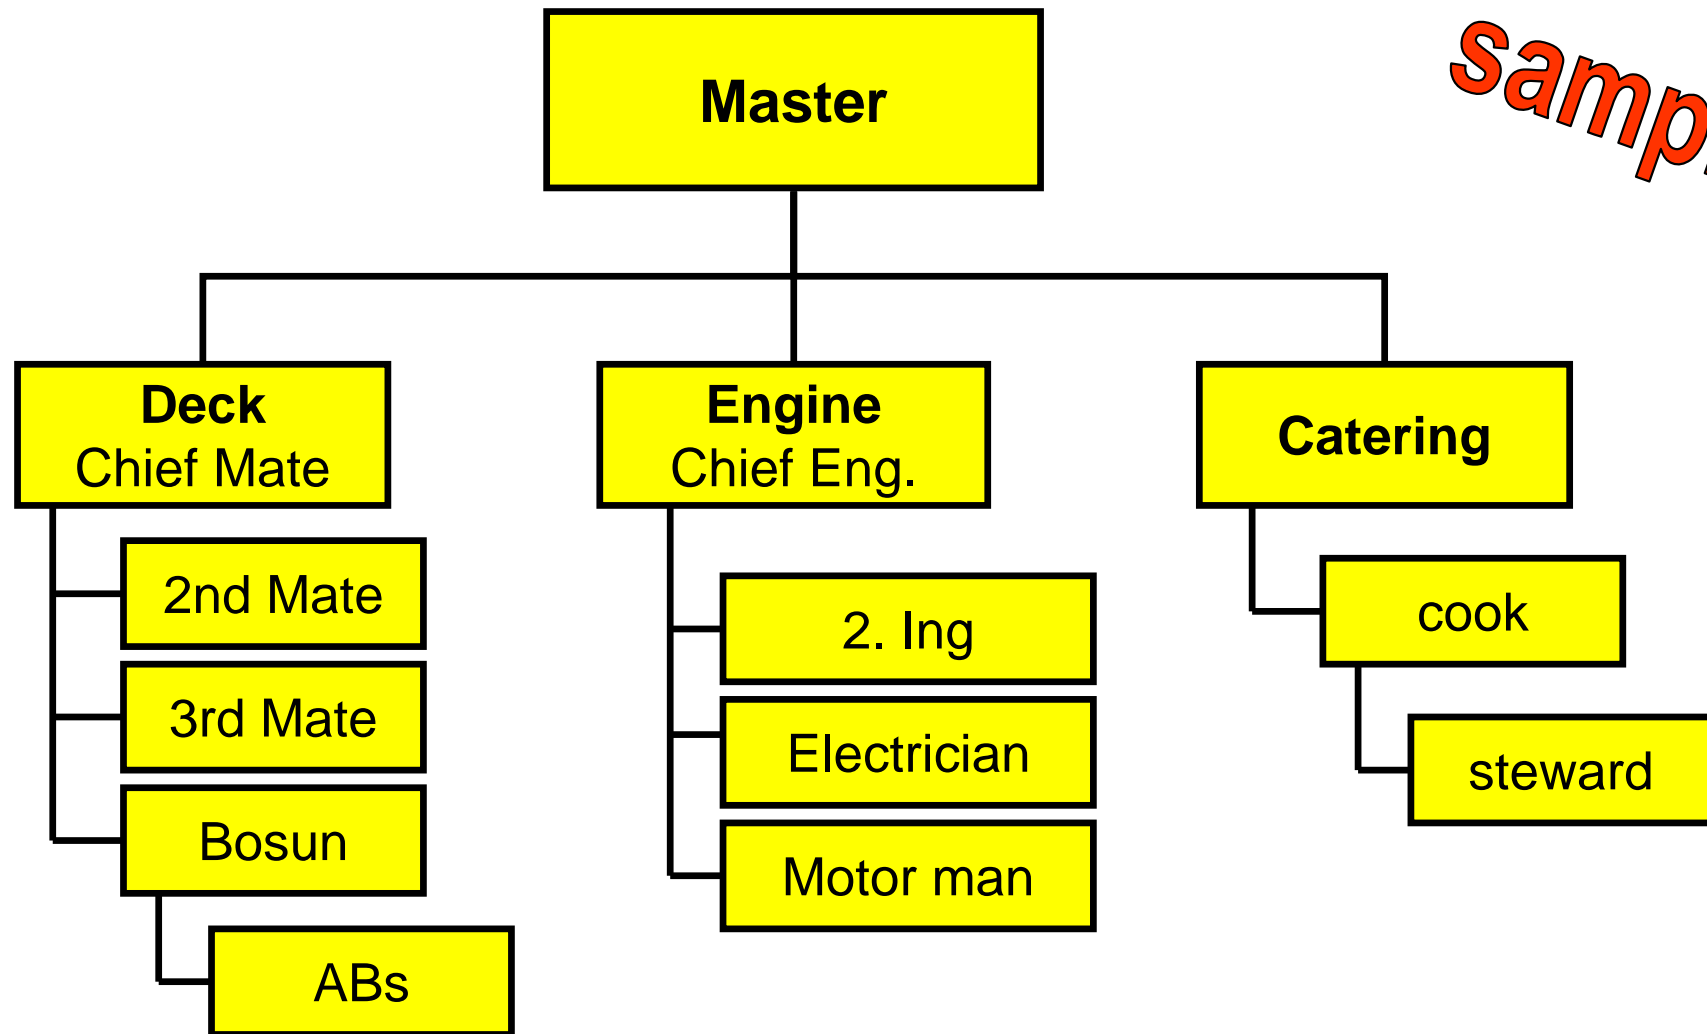 Master
Deck
Chief Mate
2nd Mate
3rd Mate
Bosun
ABs
Engine
Chief Eng.
2. Ing
Electrician
Motor man
Catering
cook
steward